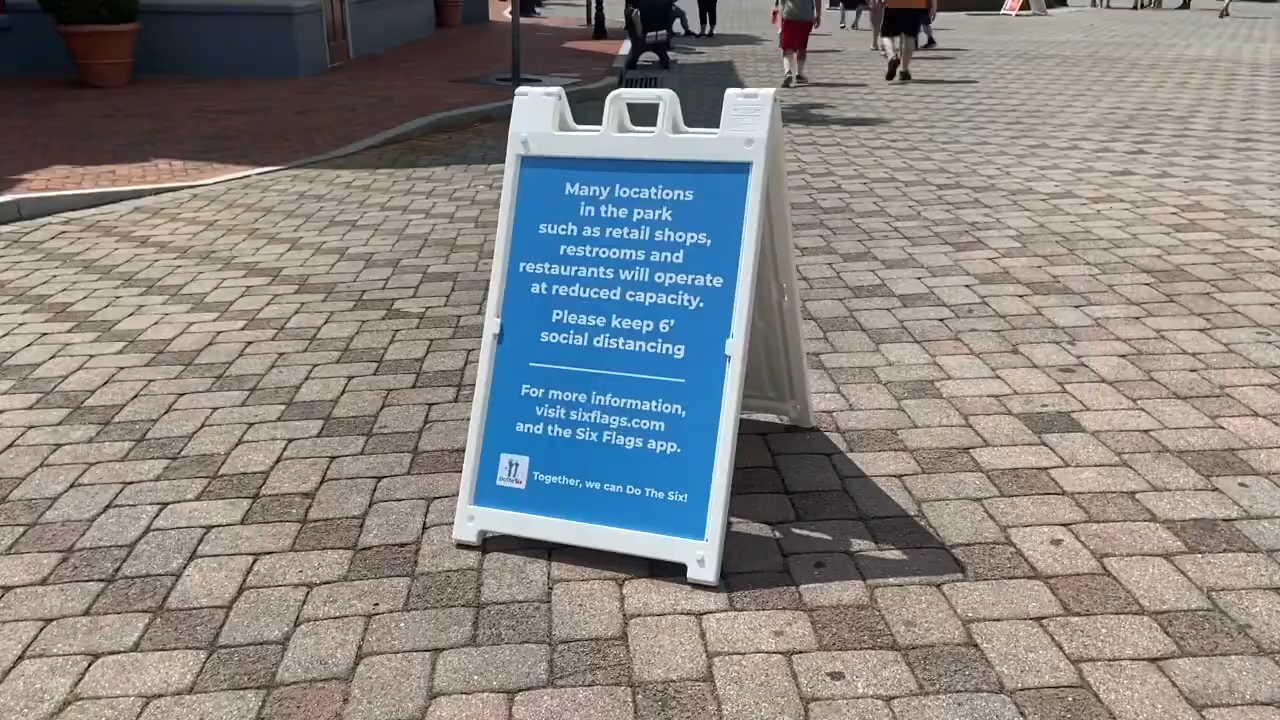 Many locations
in the park
such as retail shops,
restrooms and
restaurants will operate
at reduced capacity.
Please keep 6'
social distancing
For more information,
visit sixflags.com
and the Six Flags app.
DoTheSix
Together, we can Do The Six!